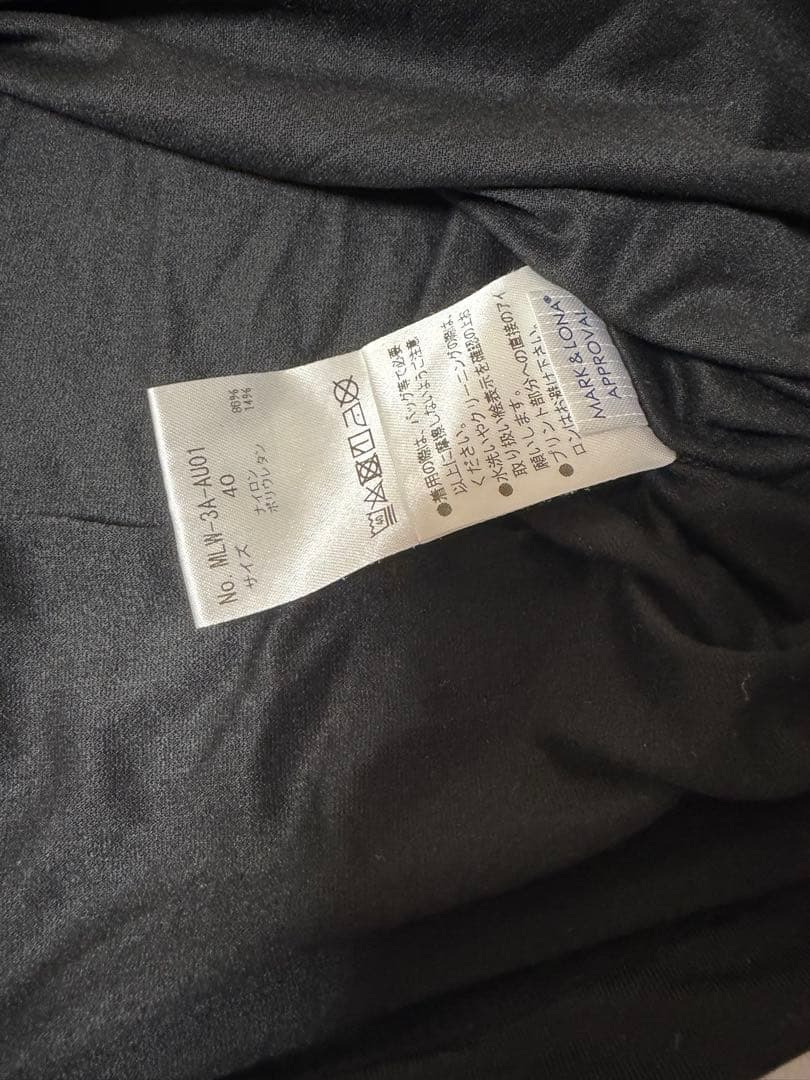 No. MLW-3A-AU01
サイズ 40
ナイロン 86%
ポリウレタン 14%
40
●着用の際は、バッグ等で必要
以上に摩擦しないようご注意
ください。
●水洗いやクリーニングの際は、
取り扱い絵表示を確認の上お
願いします。
●プリント部分への直接のアイ
ロンはお避け下さい。
MARK & LONA®
APPROVAL